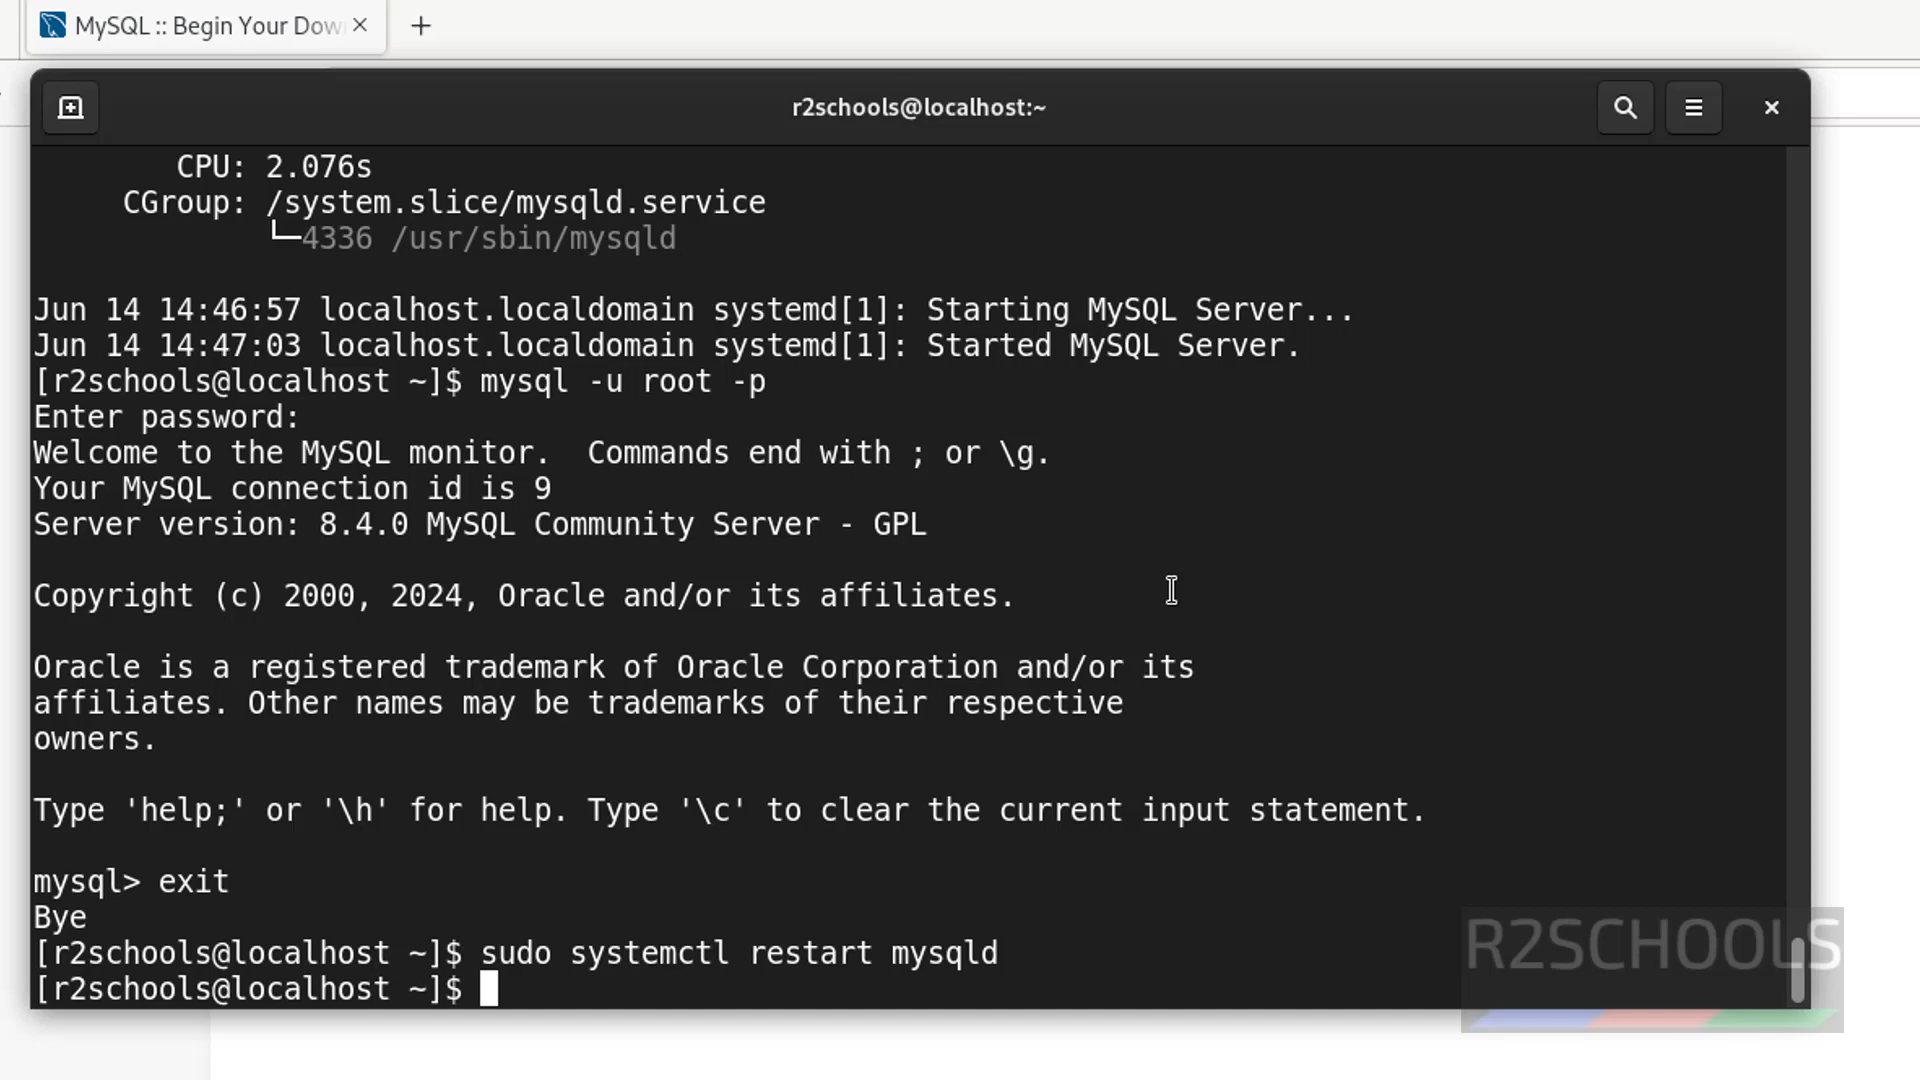 MySQL :: Begin Your Dow
r2schools@localhost:~
CPU: 2.076s
CGroup: /system.slice/mysqld.service
└─4336 /usr/sbin/mysqld
Jun 14 14:46:57 localhost.localdomain systemd[1]: Starting MySQL Server...
Jun 14 14:47:03 localhost.localdomain systemd[1]: Started MySQL Server.
[r2schools@localhost ~]$ mysql -u root -p
Enter password:
Welcome to the MySQL monitor.  Commands end with ; or \g.
Your MySQL connection id is 9
Server version: 8.4.0 MySQL Community Server - GPL
Copyright (c) 2000, 2024, Oracle and/or its affiliates.
Oracle is a registered trademark of Oracle Corporation and/or its
affiliates. Other names may be trademarks of their respective
owners.
Type 'help;' or '\h' for help. Type '\c' to clear the current input statement.
mysql> exit
Bye
[r2schools@localhost ~]$ sudo systemctl restart mysqld
[r2schools@localhost ~]$
R2SCHOOLS